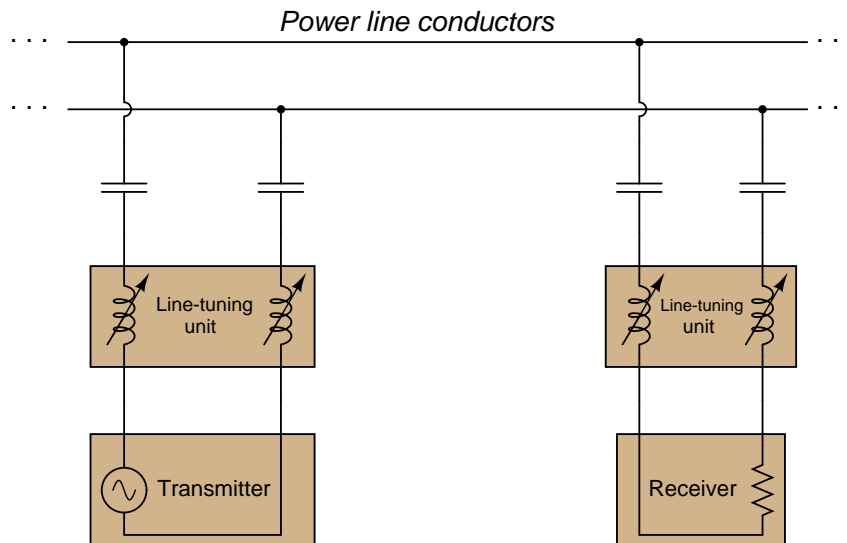 Power line conductors
. . .
. . .
. . .
. . .
Line-tuning
unit
Line-tuning
unit
Transmitter
Receiver